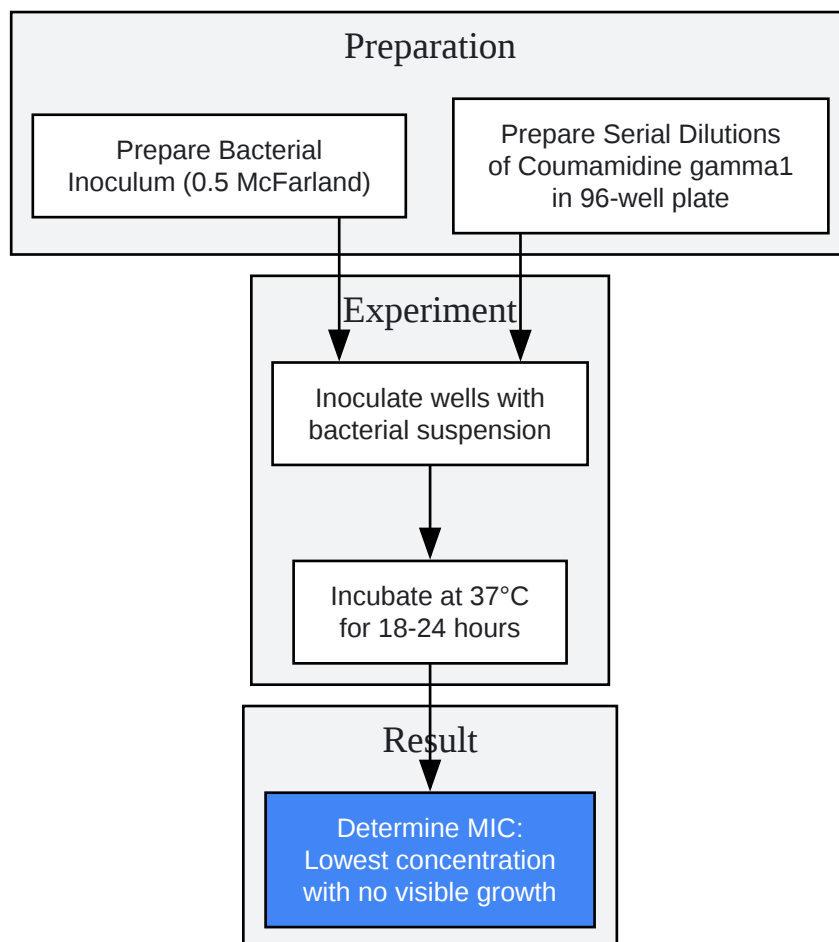 Preparation
Prepare Bacterial
Inoculum (0.5 McFarland)
Prepare Serial Dilutions
of Coumamidine gamma1
in 96-well plate
Experiment
Inoculate wells with
bacterial suspension
Incubate at 37°C
for 18-24 hours
Result
Determine MIC:
Lowest concentration
with no visible growth